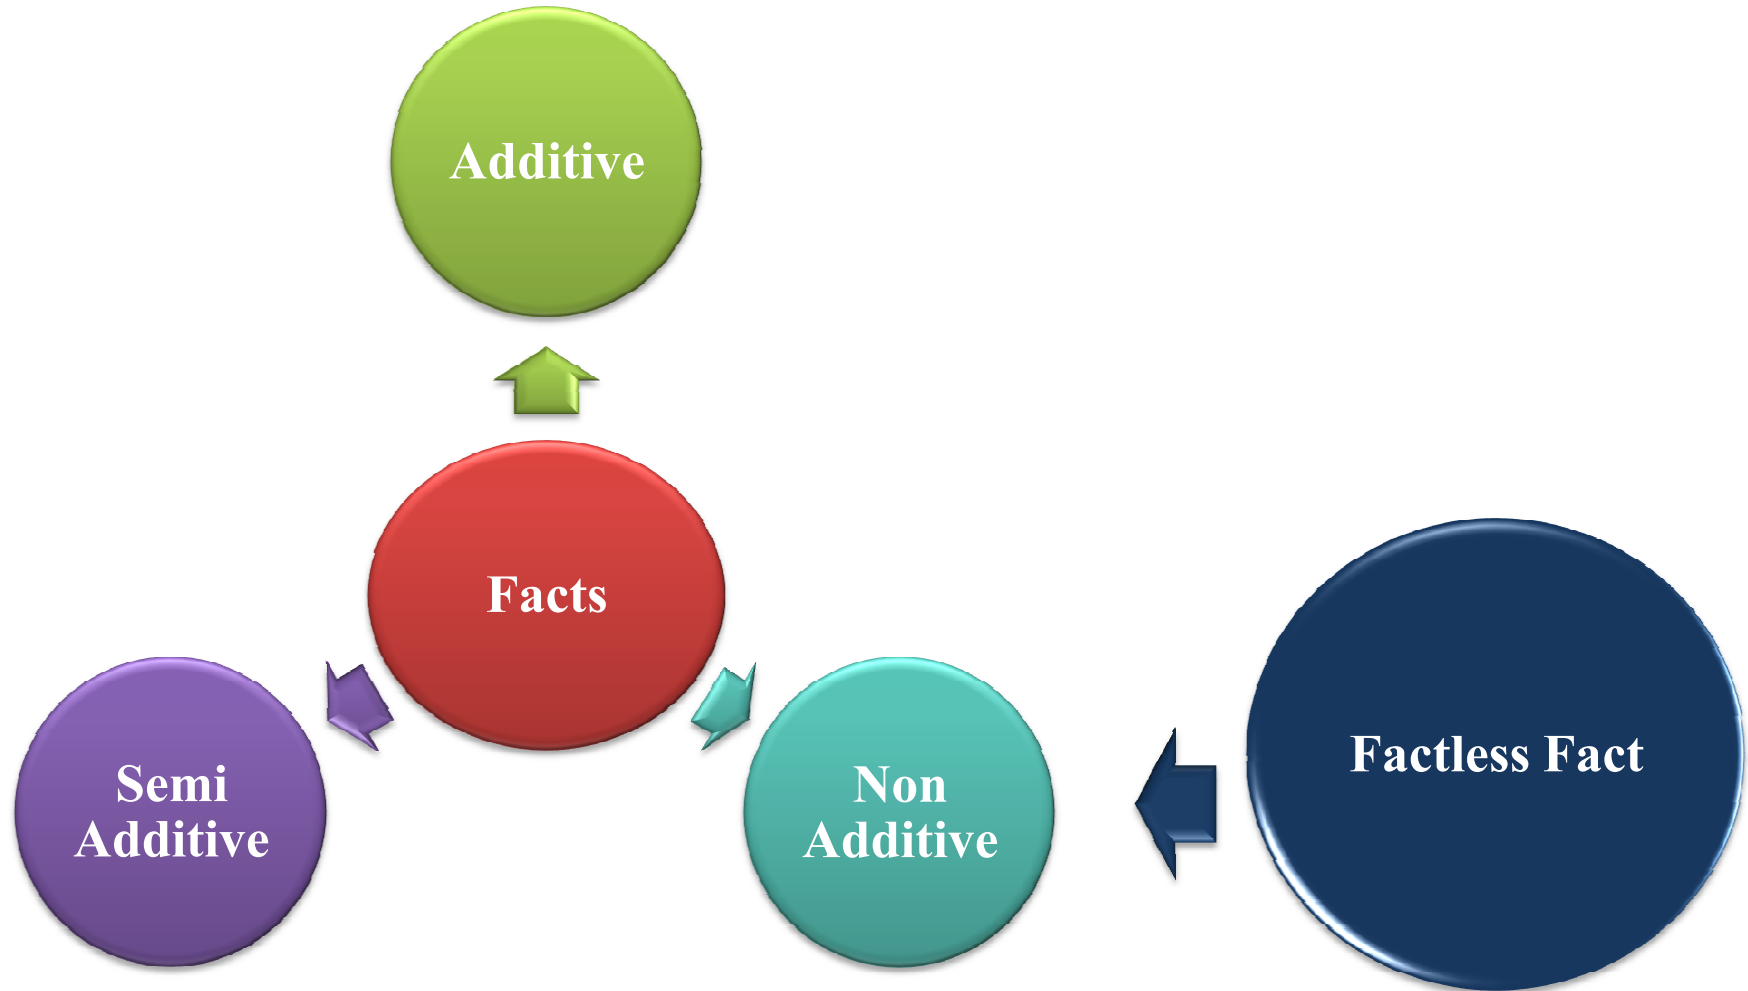 Additive
Facts
Semi
Additive
Non
Additive
Factless Fact